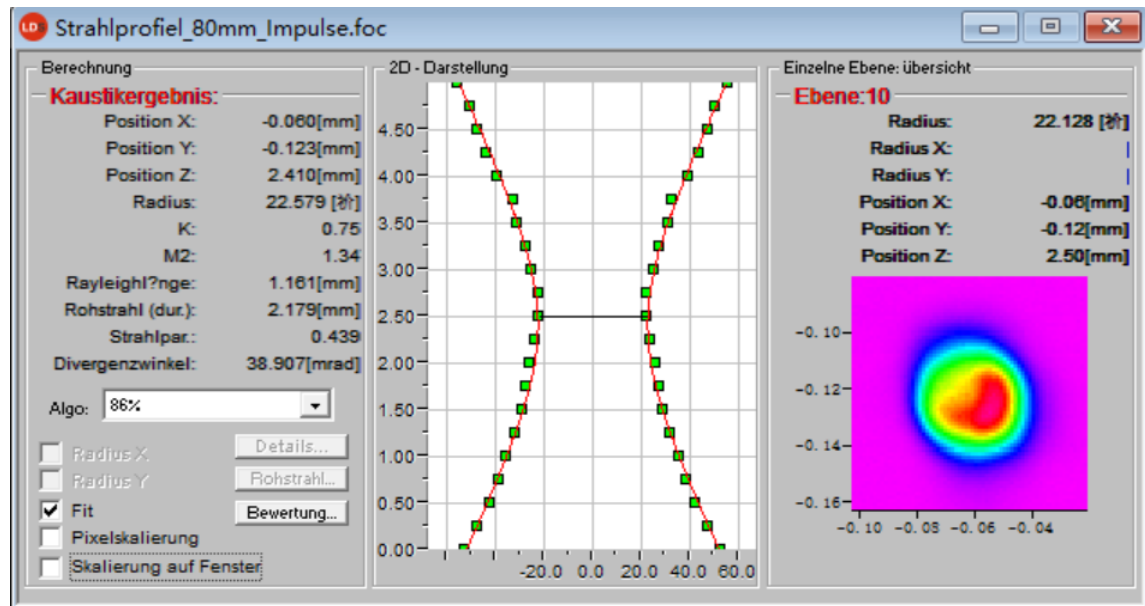 LDS Strahlprofiel_80mm_Impulse.foc
Berechnung
Kaustikergebnis:
Position X: -0.060[mm]
Position Y: -0.123[mm]
Position Z: 2.410[mm]
Radius: 22.579 [祄]
K: 0.75
M2: 1.34
Rayleighl?nge: 1.161[mm]
Rohstrahl (dur.): 2.179[mm]
Strahlpar.: 0.439
Divergenzwinkel: 38.907[mrad]
Algo: 86%
Radius X
Details...
Radius Y
Rohstrahl...
Fit
Bewertung...
Pixelskalierung
Skalierung auf Fenster
2D - Darstellung
4.50
4.00
3.50
3.00
2.50
2.00
1.50
1.00
0.50
0.00
-20.0 0.0 20.0 40.0 60.0
Einzelne Ebene: übersicht
Ebene:10
Radius: 22.128 [祄]
Radius X:
Radius Y:
Position X: -0.06[mm]
Position Y: -0.12[mm]
Position Z: 2.50[mm]
-0.10
-0.12
-0.14
-0.16
-0.10 -0.08 -0.06 -0.04